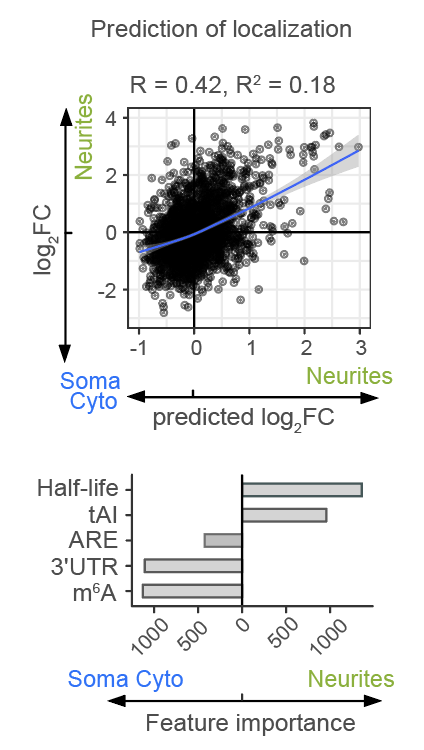 Prediction of localization
R = 0.42, R² = 0.18
Neurites
log₂FC
4
2
0
-2
-1 0 1 2 3
Soma Cyto
Neurites
predicted log₂FC
Half-life
tAI
ARE
3'UTR
m⁶A
1000 500 0 500 1000
Soma Cyto Neurites
Feature importance